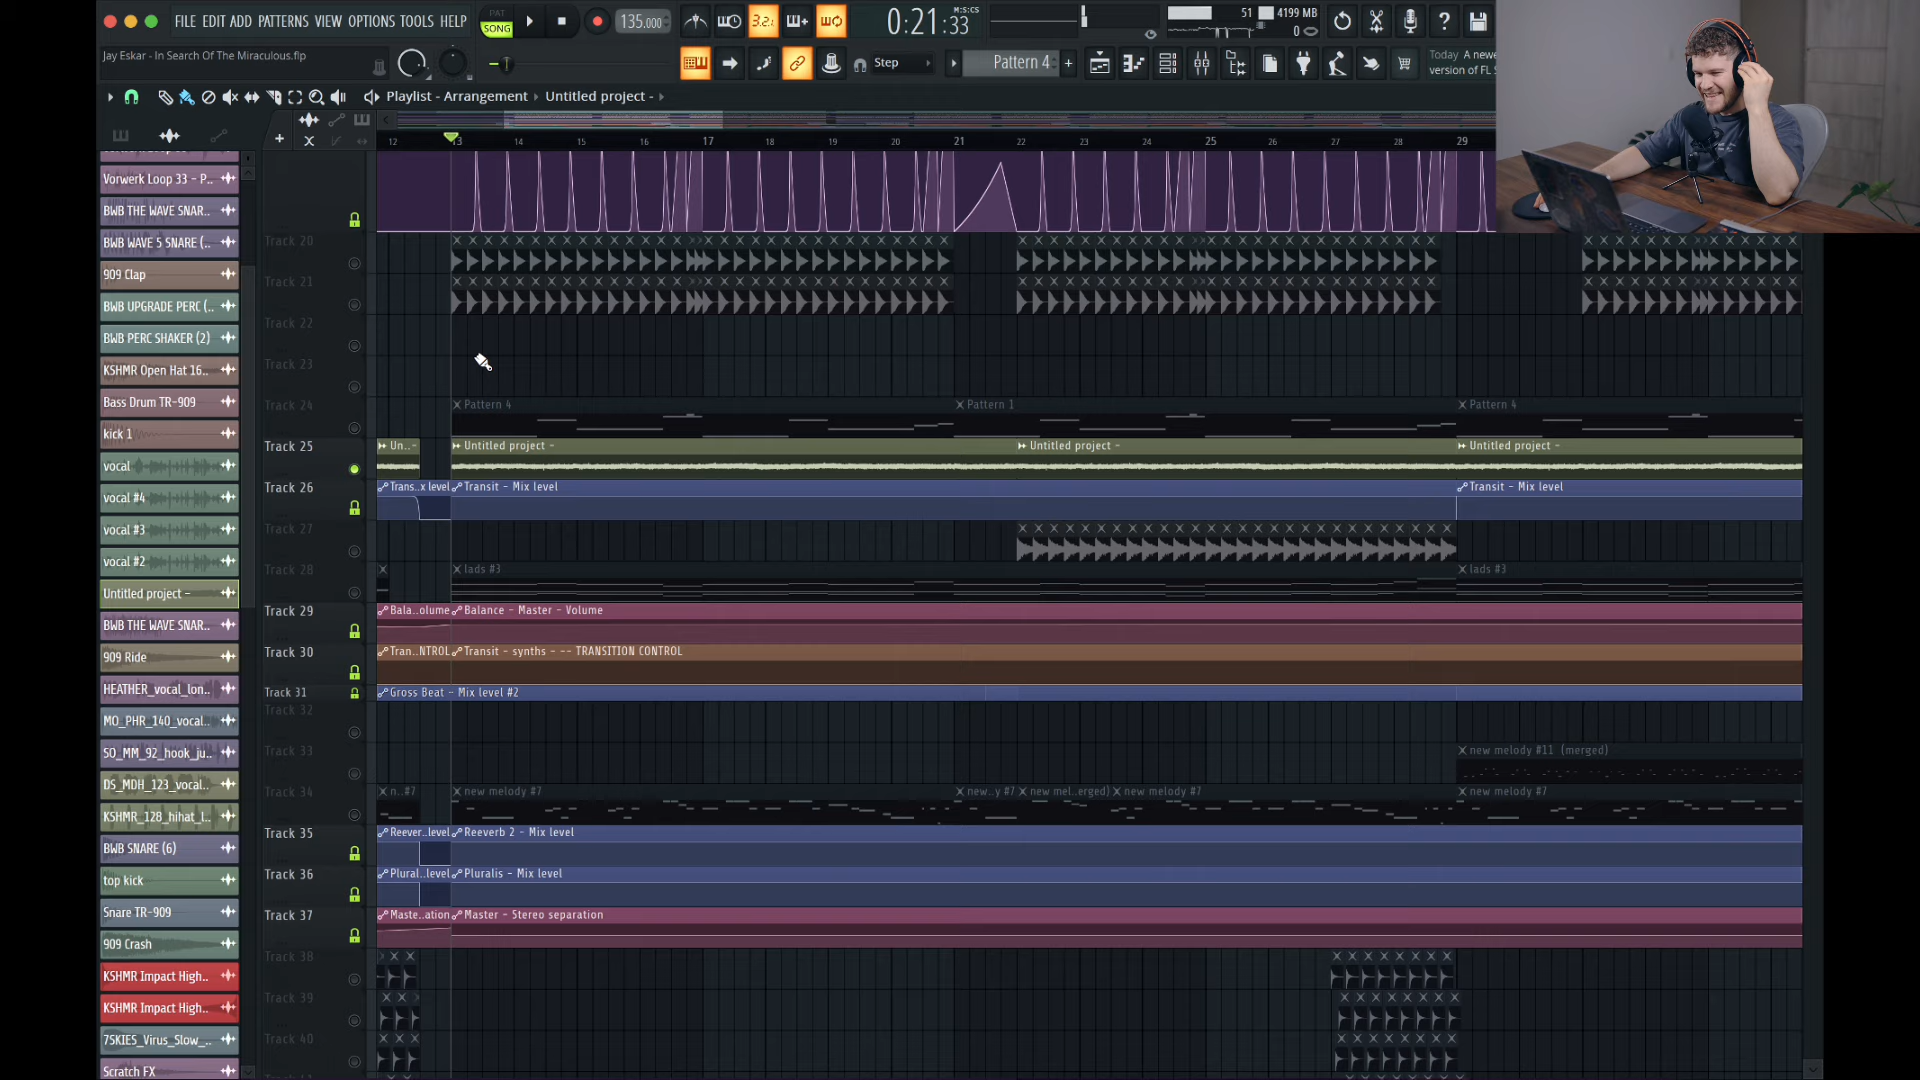 FILE EDIT ADD PATTERNS VIEW OPTIONS TOOLS HELP
PAT
SONG
135.000
3.2.
0:21:33
M:S:CS
51
4199 MB
0
Jay Eskar - In Search Of The Miraculous.flp
Step
Pattern 4
Today A newe
version of FL S
Playlist - Arrangement
Untitled project -
12 13 14 15 16 17 18 19 20 21 22 23 24 25 26 27 28 29
Vorwerk Loop 33 - P..
BWB THE WAVE SNAR..
BWB WAVE 5 SNARE (..
909 Clap
BWB UPGRADE PERC (..
BWB PERC SHAKER (2)
KSHMR Open Hat 16..
Bass Drum TR-909
kick 1
vocal
vocal #4
vocal #3
vocal #2
Untitled project -
BWB THE WAVE SNAR..
909 Ride
HEATHER_vocal_lon..
MO_PHR_140_vocal..
SO_MM_92_hook_ju..
DS_MDH_123_vocal..
KSHMR_128_hihat_l..
BWB SNARE (6)
top kick
Snare TR-909
909 Crash
KSHMR Impact High..
KSHMR Impact High..
7SKIES_Virus_Slow_..
Scratch FX
Track 20
Track 21
Track 22
Track 23
Track 24
Pattern 4
Pattern 1
Pattern 4
Track 25
Un..-
Untitled project -
Untitled project -
Untitled project -
Track 26
Trans..x level
Transit - Mix level
Transit - Mix level
Track 27
Track 28
lads #3
lads #3
Track 29
Bala..olume
Balance - Master - Volume
Track 30
Tran..NTROL
Transit - synths - -- TRANSITION CONTROL
Track 31
Gross Beat - Mix level #2
Track 32
Track 33
new melody #11 (merged)
Track 34
n..#7
new melody #7
new..y #7
new mel..erged)
new melody #7
new melody #7
Track 35
Reever..level
Reeverb 2 - Mix level
Track 36
Plural..level
Pluralis - Mix level
Track 37
Maste..ation
Master - Stereo separation
Track 38
Track 39
Track 40